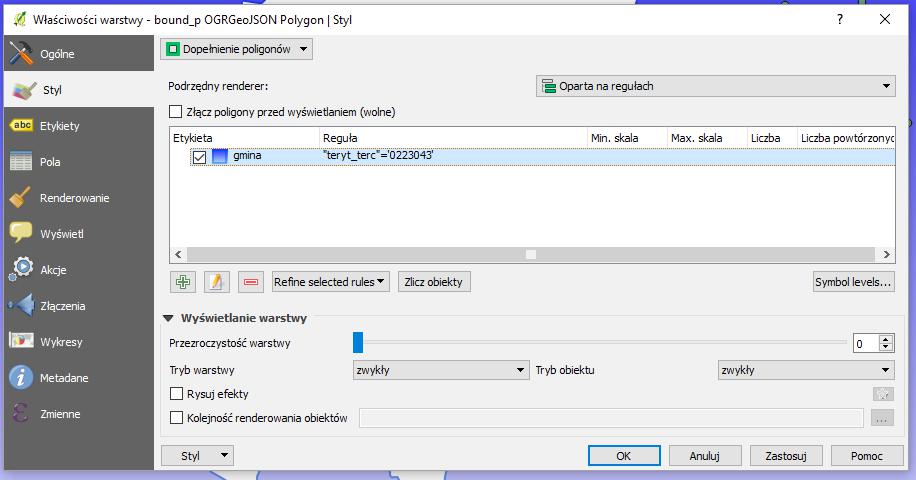 Właściwości warstwy - bound_p OGRGeoJSON Polygon | Styl
Ogólne
Styl
abc Etykiety
Pola
Renderowanie
Wyświetl
Akcje
Złączenia
Wykresy
Metadane
Zmienne
Dopełnienie poligonów
Podrzędny renderer:
Oparta na regułach
Złącz poligony przed wyświetlaniem (wolne)
Etykieta Reguła Min. skala Max. skala Liczba Liczba powtórzonyc
gmina "teryt_terc"='0223043'
Refine selected rules Zlicz obiekty Symbol levels...
Wyświetlanie warstwy
Przezroczystość warstwy 0
Tryb warstwy zwykły Tryb obiektu zwykły
Rysuj efekty
Kolejność renderowania obiektów ...
Styl OK Anuluj Zastosuj Pomoc